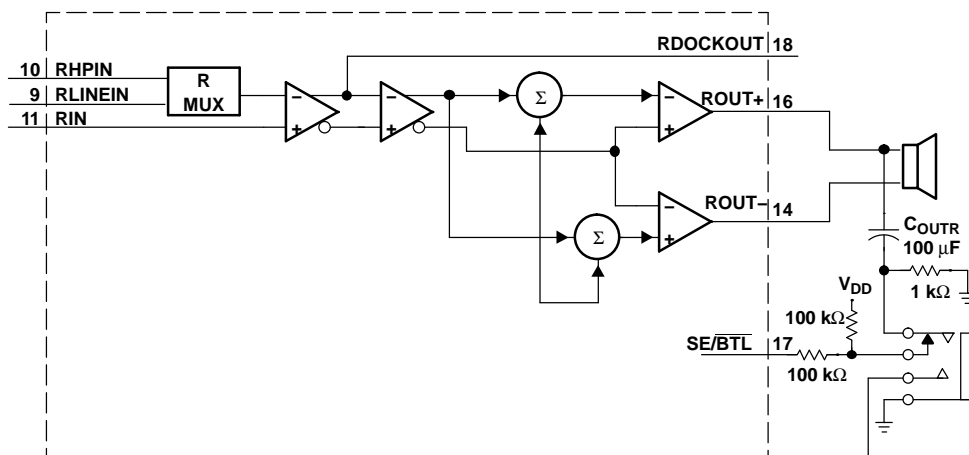 RDOCKOUT 18
10 RHPIN
R
MUX
9 RLINEIN
11 RIN
−
+
−
+
Σ
−
+
ROUT+ 16
Σ
−
+
ROUT− 14
COUTR
100 μF
1 kΩ
VDD
100 kΩ
SE/BTL 17
100 kΩ